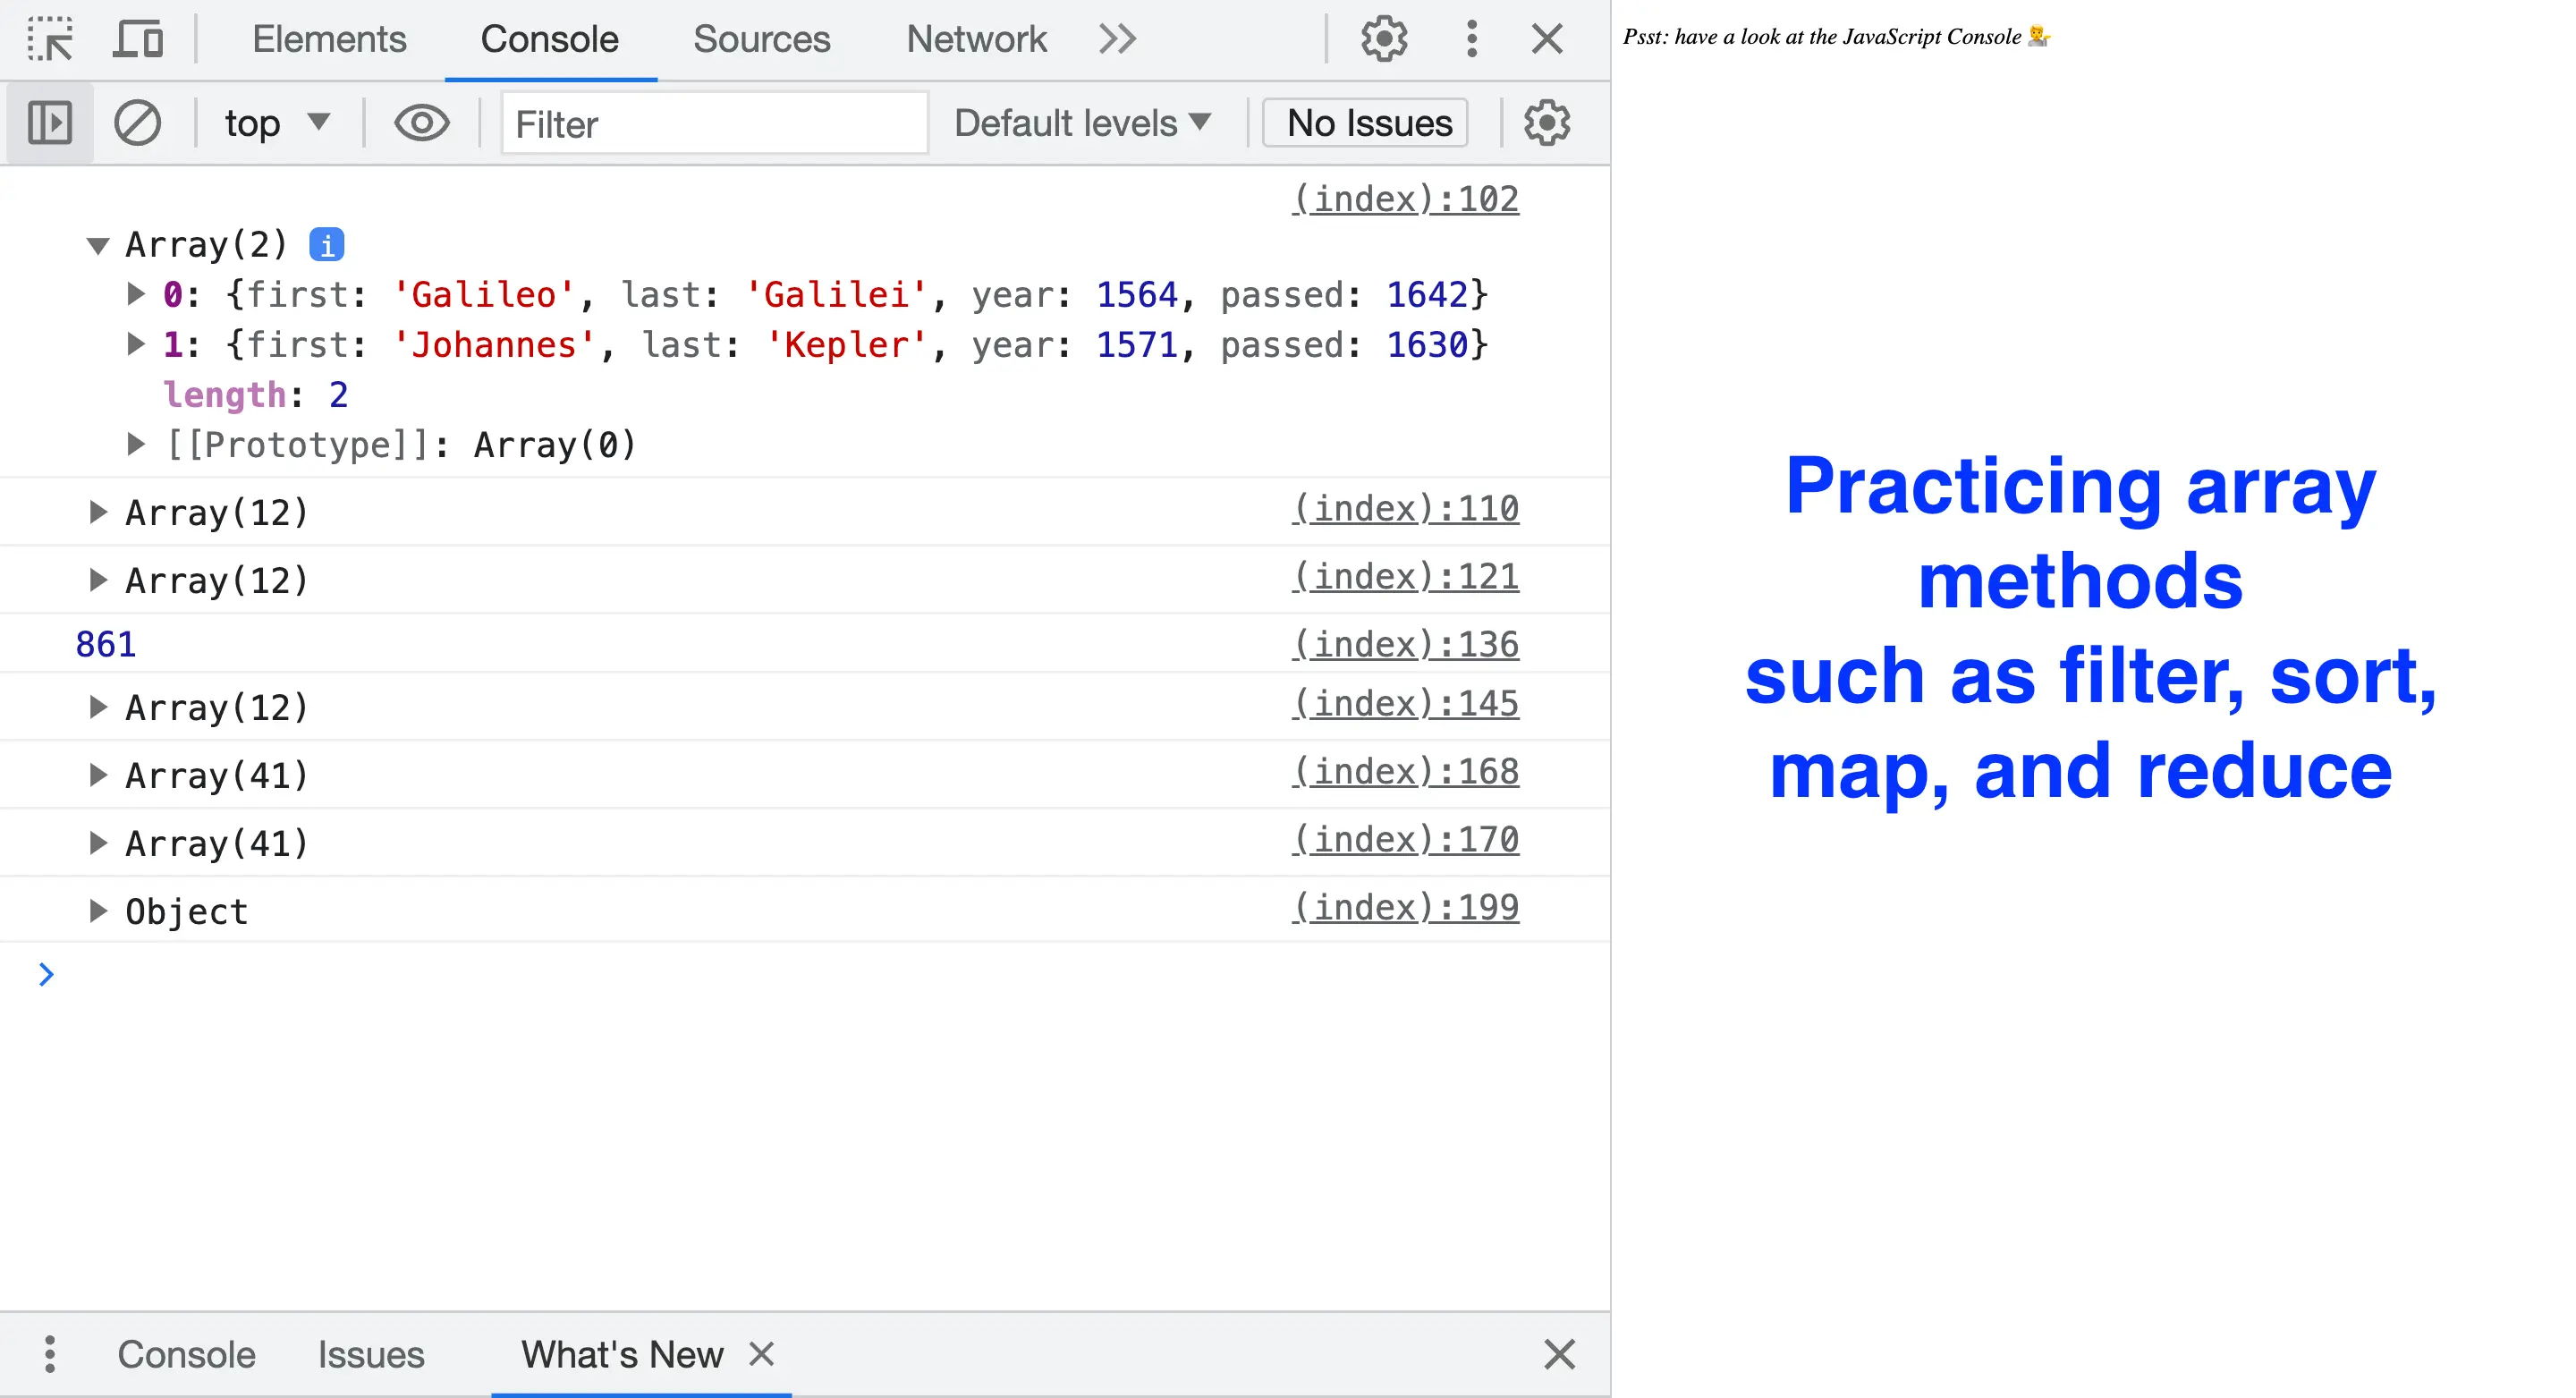 Elements Console Sources Network
top Filter Default levels No Issues
(index):102
Array(2) i
0: {first: 'Galileo', last: 'Galilei', year: 1564, passed: 1642}
1: {first: 'Johannes', last: 'Kepler', year: 1571, passed: 1630}
length: 2
[[Prototype]]: Array(0)
Array(12) (index):110
Array(12) (index):121
861 (index):136
Array(12) (index):145
Array(41) (index):168
Array(41) (index):170
Object (index):199
Console Issues What's New
Psst: have a look at the JavaScript Console 💁
Practicing array
methods
such as filter, sort,
map, and reduce